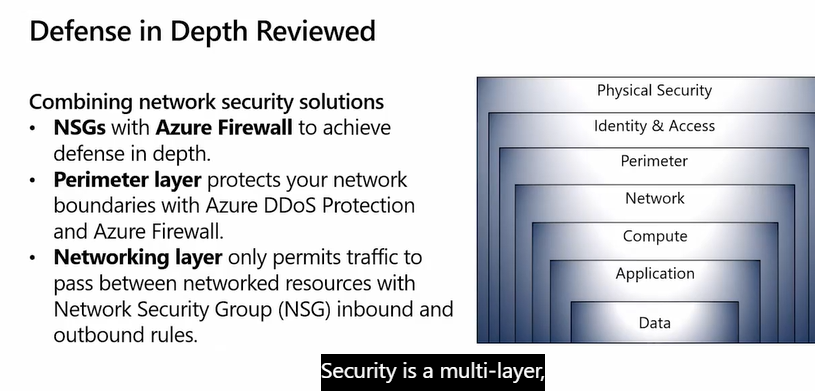 Defense in Depth Reviewed
Combining network security solutions
• NSGs with Azure Firewall to achieve
defense in depth.
• Perimeter layer protects your network
boundaries with Azure DDoS Protection
and Azure Firewall.
• Networking layer only permits traffic to
pass between networked resources with
Network Security Group (NSG) inbound and
outbound rules.
Physical Security
Identity & Access
Perimeter
Network
Compute
Application
Data
Security is a multi-layer,